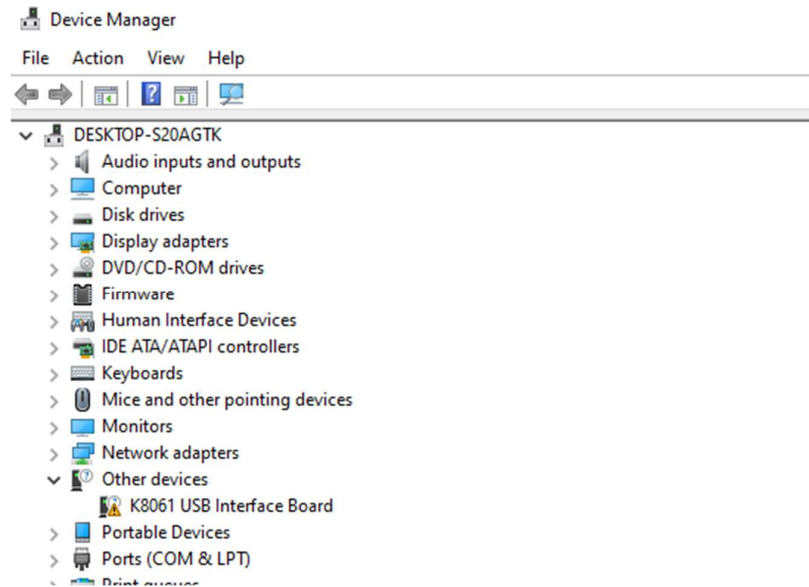 Device Manager
File Action View Help
DESKTOP-S20AGTK
Audio inputs and outputs
Computer
Disk drives
Display adapters
DVD/CD-ROM drives
Firmware
Human Interface Devices
IDE ATA/ATAPI controllers
Keyboards
Mice and other pointing devices
Monitors
Network adapters
Other devices
K8061 USB Interface Board
Portable Devices
Ports (COM & LPT)
Print queues